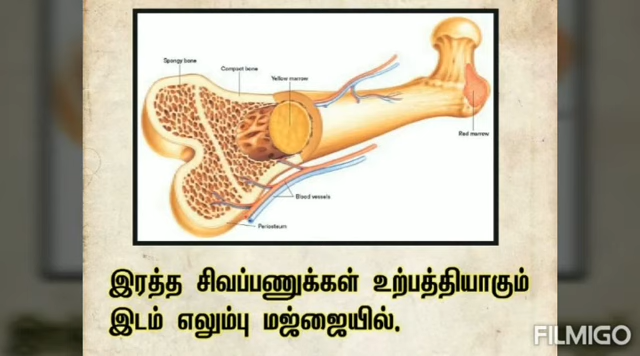 Spongy bone
Compact bone
Yellow marrow
Red marrow
Blood vessels
Periosteum
இரத்த சிவப்பணுக்கள் உற்பத்தியாகும்
இடம் எலும்பு மஜ்ஜையில்.
FILMIGO